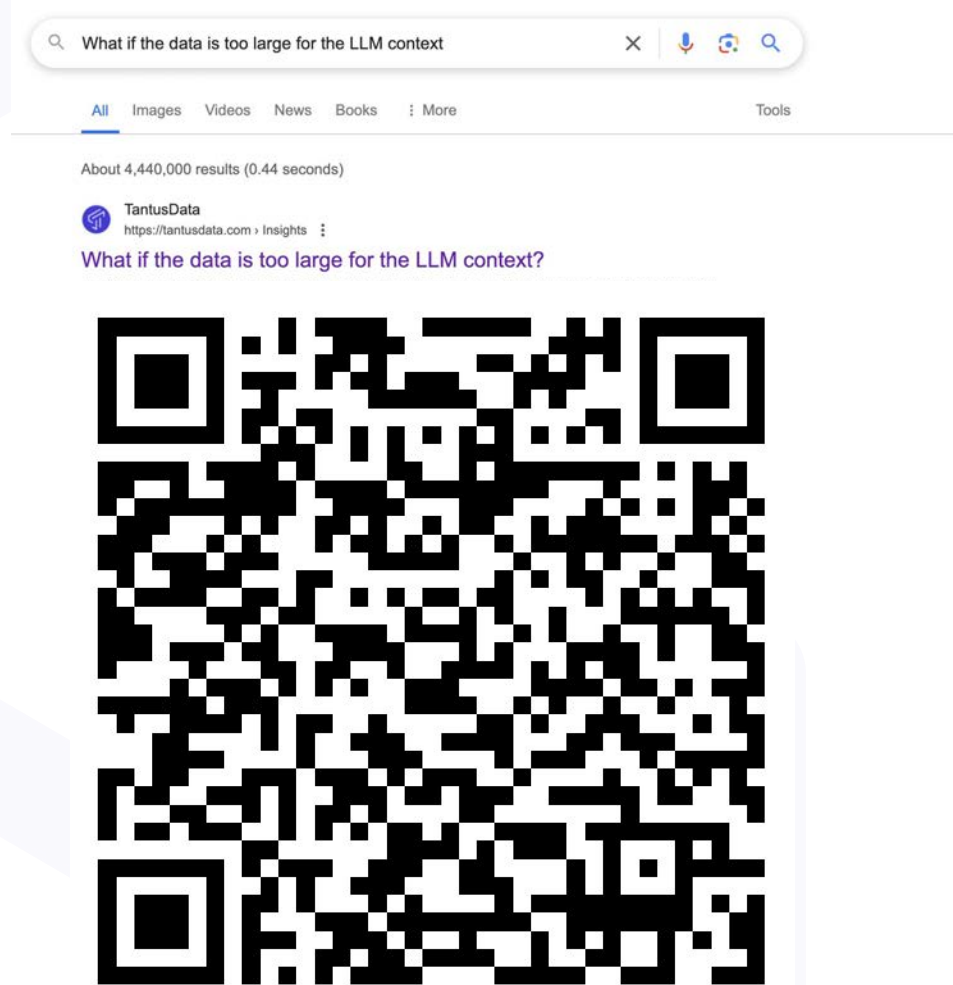 What if the data is too large for the LLM context
All Images Videos News Books More Tools
About 4,440,000 results (0.44 seconds)
TantusData
https://tantusdata.com › Insights
What if the data is too large for the LLM context?